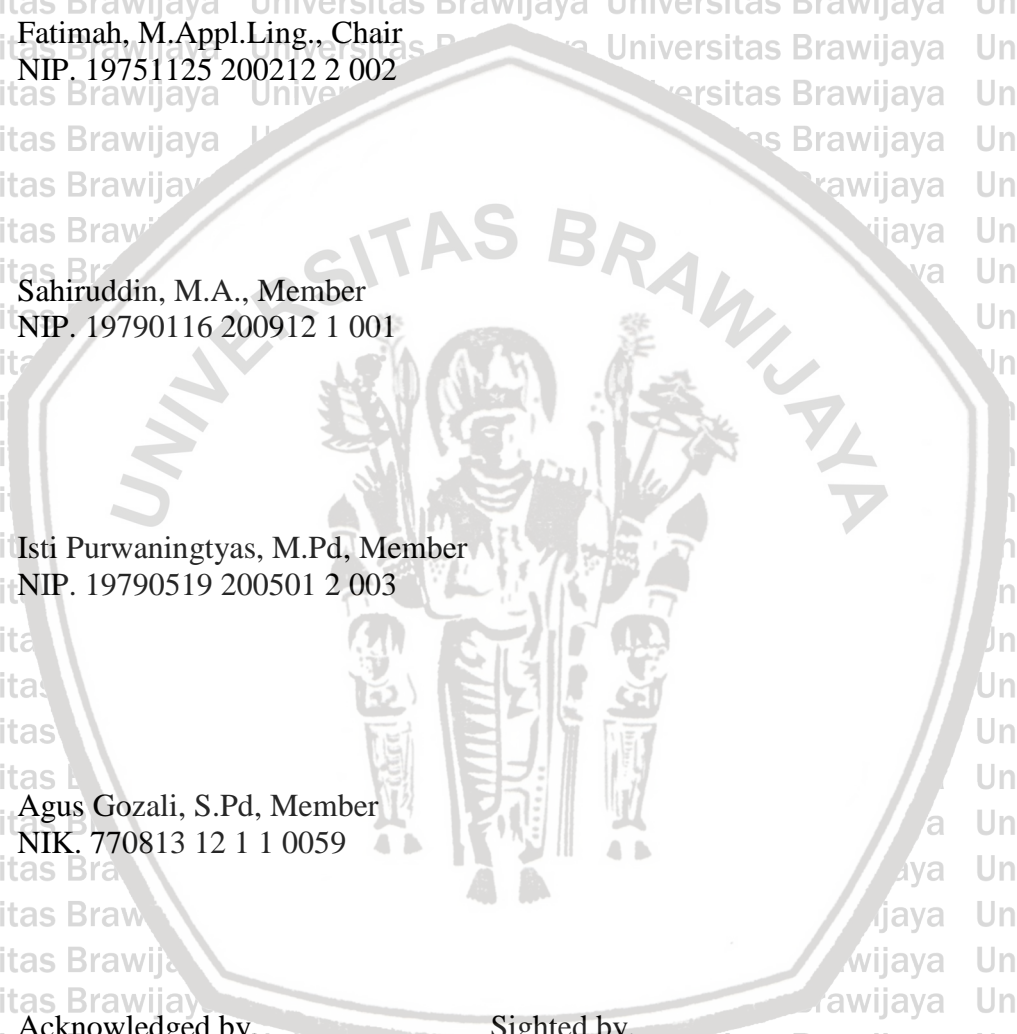 Fatimah, M.Appl.Ling., Chair
NIP. 19751125 200212 2 002
UNIVERSITAS BRAWIJAYA
Sahiruddin, M.A., Member
NIP. 19790116 200912 1 001
Isti Purwaningtyas, M.Pd, Member
NIP. 19790519 200501 2 003
Agus Gozali, S.Pd, Member
NIK. 770813 12 1 1 0059
Acknowledged by, Sighted by,